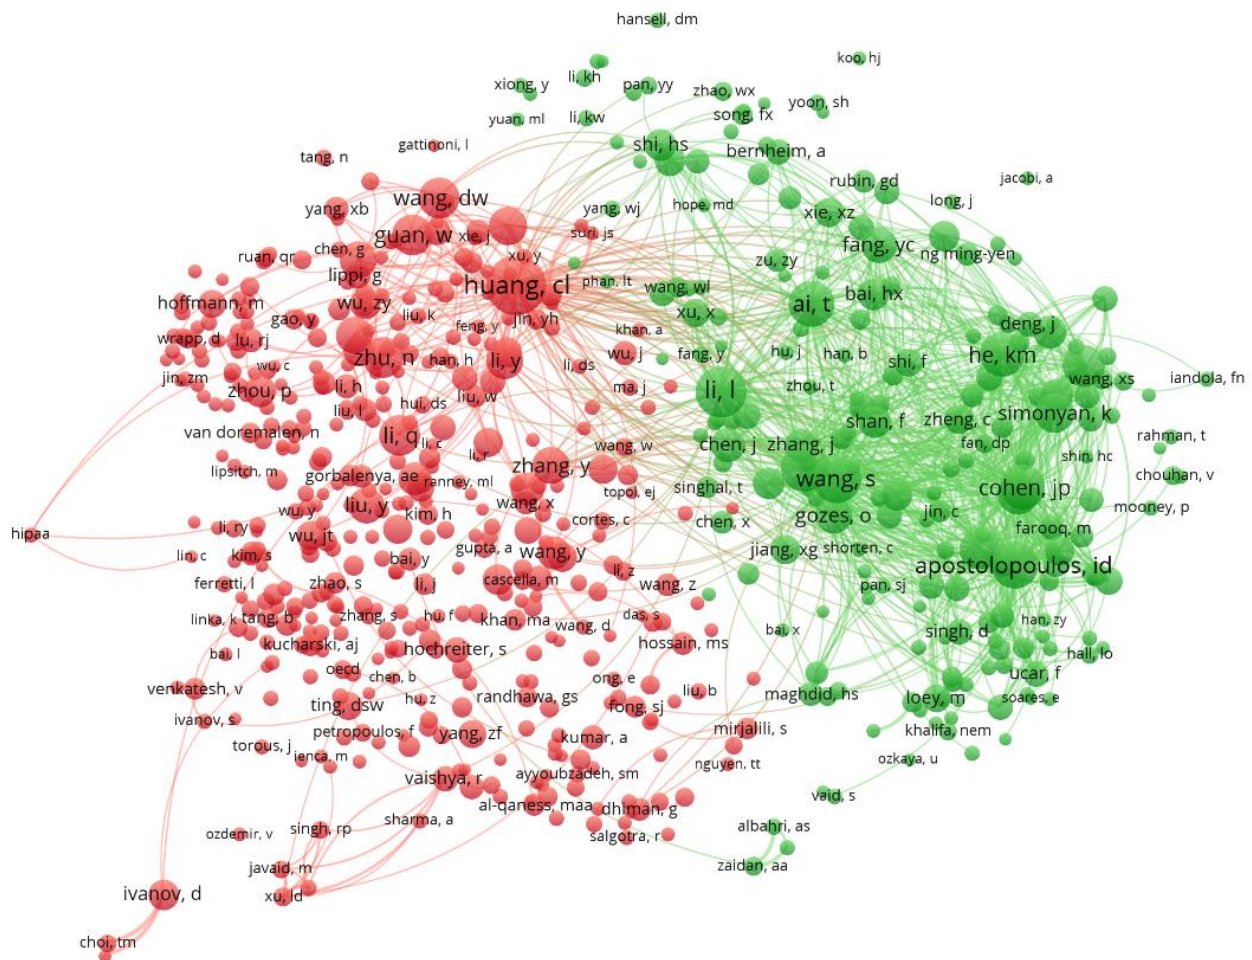 hansell, dm
koo, hj
li, kh
xiong, y
pan, yy
zhao, wx
yoon, sh
song, fx
yuan, ml
li, kw
gattinoni, l
shi, hs
bernheim, a
tang, n
rubin, gd
jacobi, a
wang, dw
long, j
yang, xb
yang, wj
hope, md
xie, xz
guan, w
xie, j
suri, js
fang, yc
chen, g
ruan, qr
xu, y
zu, zy
ng ming-yen
lippi, g
huang, cl
phan, lt
wang, wl
bai, hx
hoffmann, m
wu, zy
ai, t
gao, y
liu, k
jin, yh
xu, x
feng, y
khan, a
deng, j
wrapp, d
lu, rj
zhu, n
han, h
li, y
wu, j
fang, y
hu, j
han, b
he, km
wu, c
li, ds
shi, f
jin, zm
zhou, p
li, h
ma, j
li, l
zhou, t
wang, xs
iandola, fn
liu, l
hui, ds
liu, w
simonyan, k
shan, f
zheng, c
van doremalen, n
li, q
li, c
wang, w
chen, j
zhang, j
fan, dp
rahman, t
li, r
shin, hc
lipsitch, m
gorbalenya, ae
zhang, y
chouhan, v
ranney, ml
wang, s
topol, ej
singhal, t
cohen, jp
liu, y
wang, x
mooney, p
wu, y
kim, h
gozes, o
jin, c
li, ry
cortes, c
chen, x
farooq, m
hipaa
wu, jt
lin, c
kim, s
bai, y
gupta, a
wang, y
jiang, xg
shorten, c
apostolopoulos, id
li, z
ferretti, l
zhao, s
li, j
cascella, m
wang, z
pan, sj
linka, k
tang, b
zhang, s
hu, f
khan, ma
wang, d
das, s
han, zy
bai, x
singh, d
kucharski, aj
hochreiter, s
hossain, ms
bai, l
hall, lo
oecd
chen, b
ong, e
ucar, f
venkatesh, v
liu, b
maghdid, hs
loey, m
soares, e
hu, z
randhawa, gs
ting, dsw
fong, sj
ivanov, s
petropoulos, f
yang, zf
mirjalili, s
khalifa, nem
torous, j
kumar, a
ienca, m
ozkaya, u
nguyen, tt
vaishya, r
ayyoubzadeh, sm
vaid, s
al-qaness, maa
dhiman, g
sharma, a
albahri, as
ozdemir, v
singh, rp
salgotra, r
javaid, m
zaidan, aa
ivanov, d
xu, ld
choi, tm